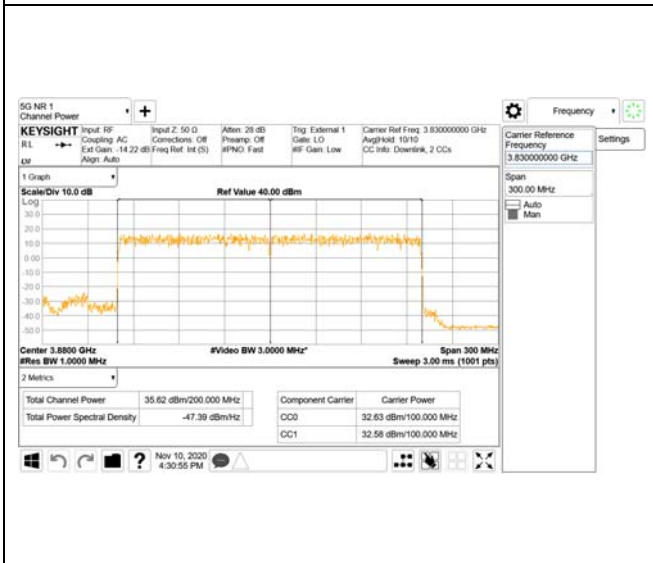 5G NR 1
Channel Power
+
Frequency
KEYSIGHT
RL
Input: RF
Coupling: AC
Ext Gain: -14.22 dB
Align: Auto
Input Z: 50 Ω
Corrections: Off
Freq Ref: Int (S)
Atten: 28 dB
Preamp: Off
#PNO: Fast
Trig: External 1
Gate: LO
#IF Gain: Low
Carrier Ref Freq: 3.830000000 GHz
Avg|Hold: 10/10
CC Info: Downlink, 2 CCs
Carrier Reference
Frequency
3.830000000 GHz
Settings
Span
300.00 MHz
Auto
Man
1 Graph
Scale/Div 10.0 dB
Ref Value 40.00 dBm
Log
30.0
20.0
10.0
0.00
-10.0
-20.0
-30.0
-40.0
-50.0
Center 3.8800 GHz
#Video BW 3.0000 MHz*
Span 300 MHz
#Res BW 1.0000 MHz
Sweep 3.00 ms (1001 pts)
2 Metrics
Total Channel Power 35.62 dBm/200.000 MHz
Total Power Spectral Density -47.39 dBm/Hz
Component Carrier Carrier Power
CC0 32.63 dBm/100.000 MHz
CC1 32.58 dBm/100.000 MHz
?
Nov 10, 2020
4:30:55 PM